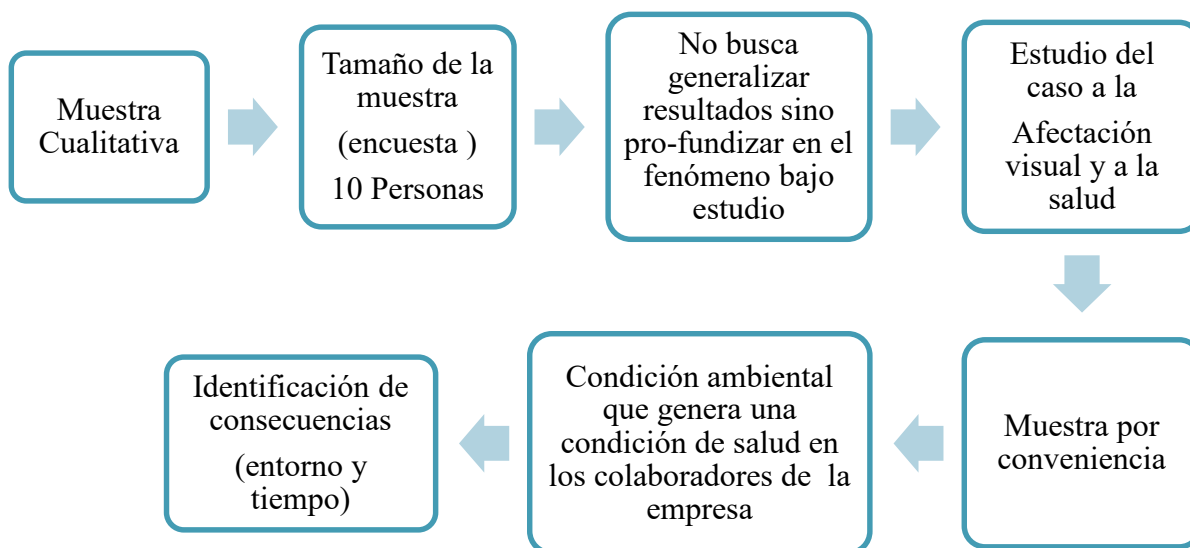 Muestra
Cualitativa
Tamaño de la
muestra
(encuesta )
10 Personas
No busca
generalizar
resultados sino
pro-fundizar en el
fenómeno bajo
estudio
Estudio del
caso a la
Afectación
visual y a la
salud
Muestra por
conveniencia
Condición ambiental
que genera una
condición de salud en
los colaboradores de la
empresa
Identificación de
consecuencias
(entorno y
tiempo)